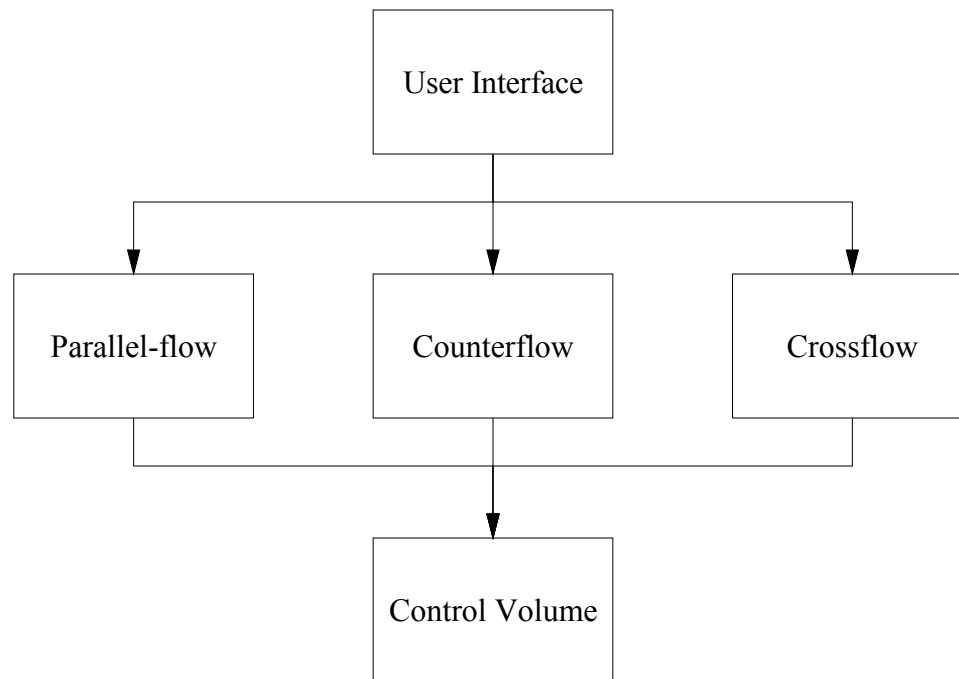 User Interface
Parallel-flow
Counterflow
Crossflow
Control Volume